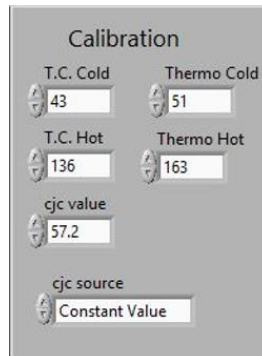 Calibration
T.C. Cold Thermo Cold
43 51
T.C. Hot Thermo Hot
136 163
cjc value
57.2
cjc source
Constant Value